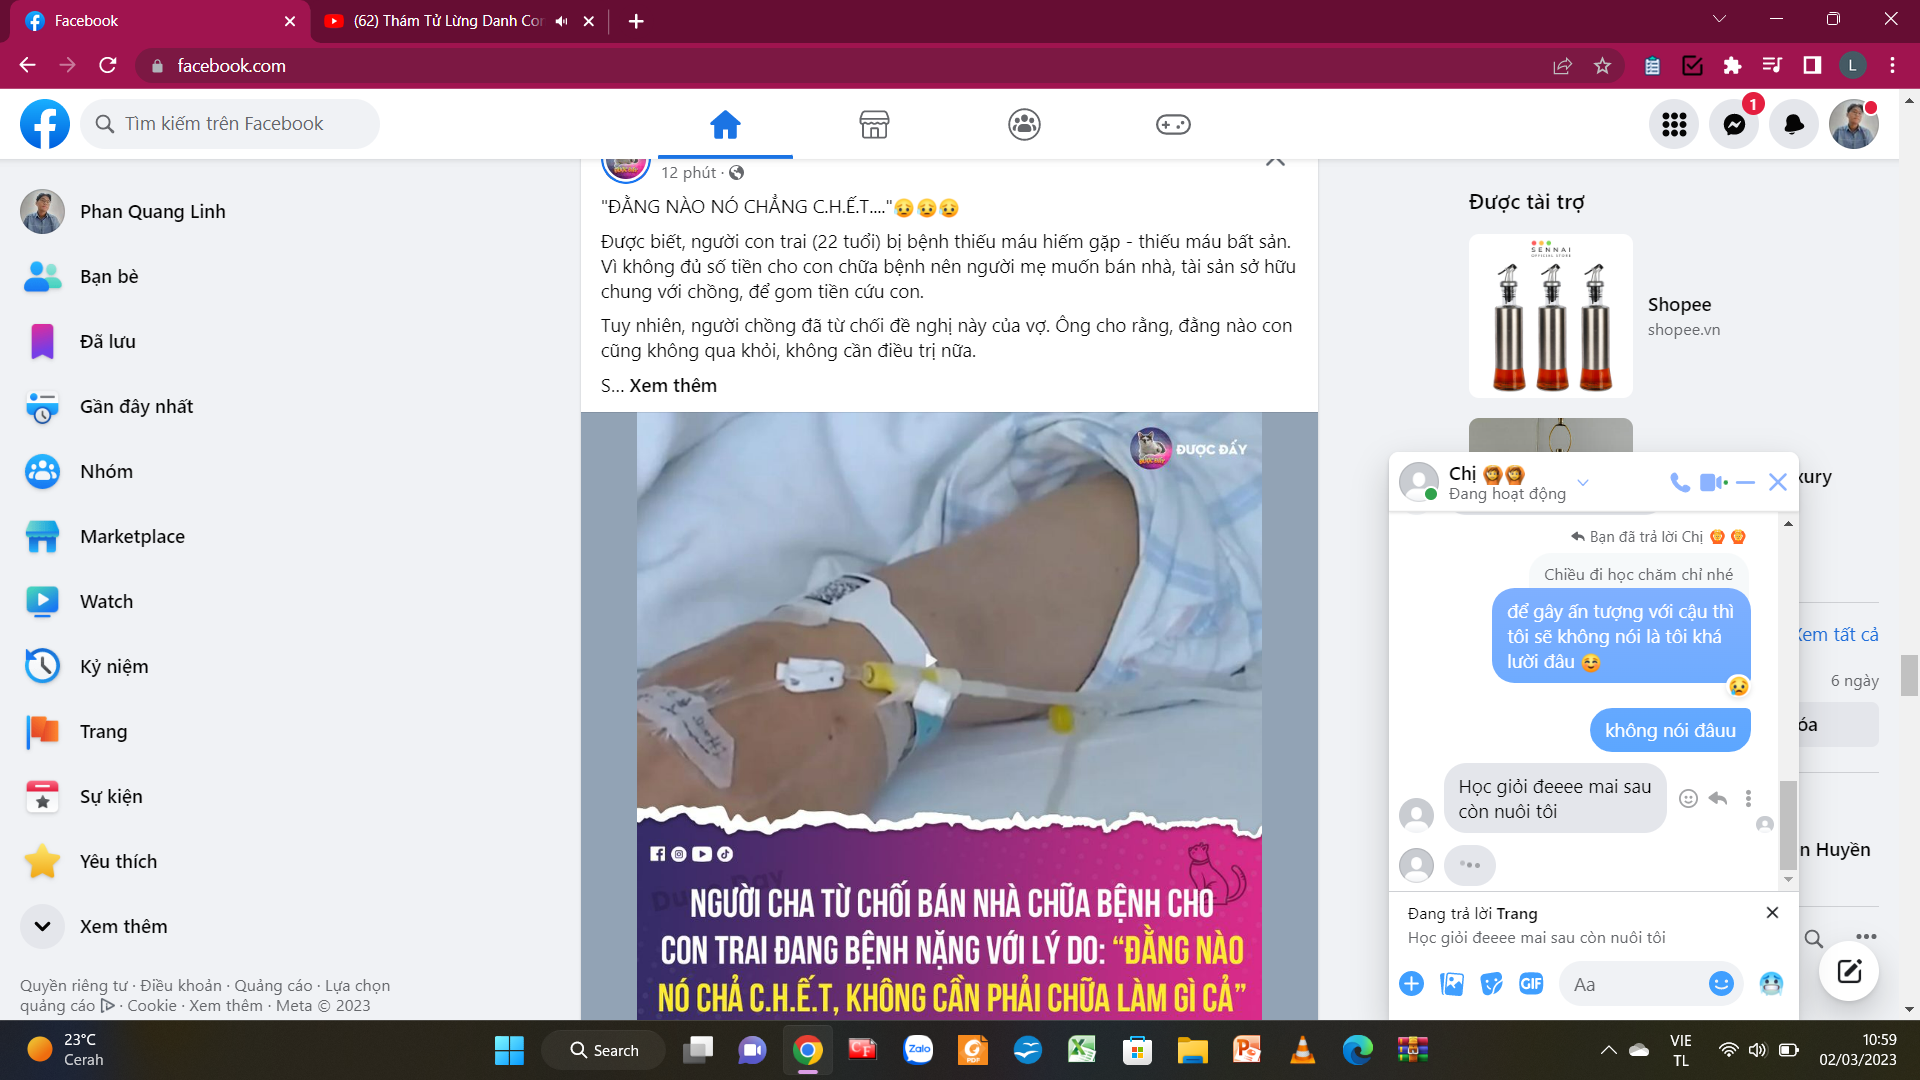 Facebook
(62) Thám Tử Lừng Danh Cor
facebook.com
L
Tìm kiếm trên Facebook
1
Phan Quang Linh
Bạn bè
Đã lưu
Gần đây nhất
Nhóm
Marketplace
Watch
Kỷ niệm
Trang
Sự kiện
Yêu thích
Xem thêm
Quyền riêng tư · Điều khoản · Quảng cáo · Lựa chọn
quảng cáo · Cookie · Xem thêm · Meta © 2023
12 phút ·
"ĐẰNG NÀO NÓ CHẲNG C.H.Ế.T...."😥😥😥
Được biết, người con trai (22 tuổi) bị bệnh thiếu máu hiếm gặp - thiếu máu bất sản.
Vì không đủ số tiền cho con chữa bệnh nên người mẹ muốn bán nhà, tài sản sở hữu
chung với chồng, để gom tiền cứu con.
Tuy nhiên, người chồng đã từ chối đề nghị này của vợ. Ông cho rằng, đằng nào con
cũng không qua khỏi, không cần điều trị nữa.
S... Xem thêm
ĐƯỢC ĐẤY
NGƯỜI CHA TỪ CHỐI BÁN NHÀ CHỮA BỆNH CHO
CON TRAI ĐANG BỆNH NẶNG VỚI LÝ DO: “ĐẰNG NÀO
NÓ CHẢ C.H.Ế.T, KHÔNG CẦN PHẢI CHỮA LÀM GÌ CẢ”
Được tài trợ
SENNAI
OFFICIAL STORE
Shopee
shopee.vn
xury
Xem tất cả
6 ngày
óa
n Huyền
Chị 🙆🙆
Đang hoạt động
Bạn đã trả lời Chị 🙆🙆
Chiều đi học chăm chỉ nhé
để gây ấn tượng với cậu thì
tôi sẽ không nói là tôi khá
lười đâu ☺️
không nói đâuu
Học giỏi đeeee mai sau
còn nuôi tôi
Đang trả lời Trang
Học giỏi đeeee mai sau còn nuôi tôi
GIF
Aa
23°C
Cerah
Search
CF
Zalo
PDF
VIE
TL
10:59
02/03/2023